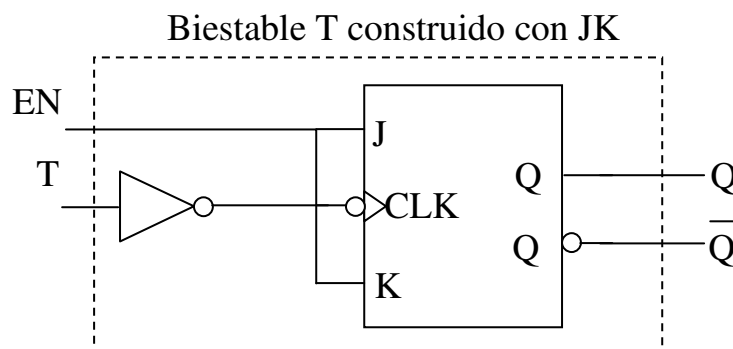 Biestable T construido con JK
EN
J
T
Q
Q
CLK
Q
Q̅
K